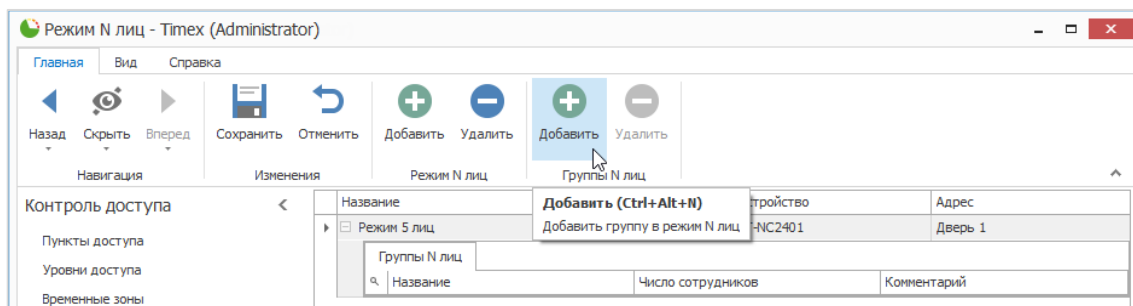 Режим N лиц - Timex (Administrator)
Главная Вид Справка
Назад Скрыть Вперед Сохранить Отменить Добавить Удалить Добавить Удалить
Навигация Изменения Режим N лиц Группы N лиц
Контроль доступа
Пункты доступа
Уровни доступа
Временные зоны
Название тройство Адрес
Режим 5 лиц -NC2401 Дверь 1
Добавить (Ctrl+Alt+N)
Добавить группу в режим N лиц
Группы N лиц
Название Число сотрудников Комментарий